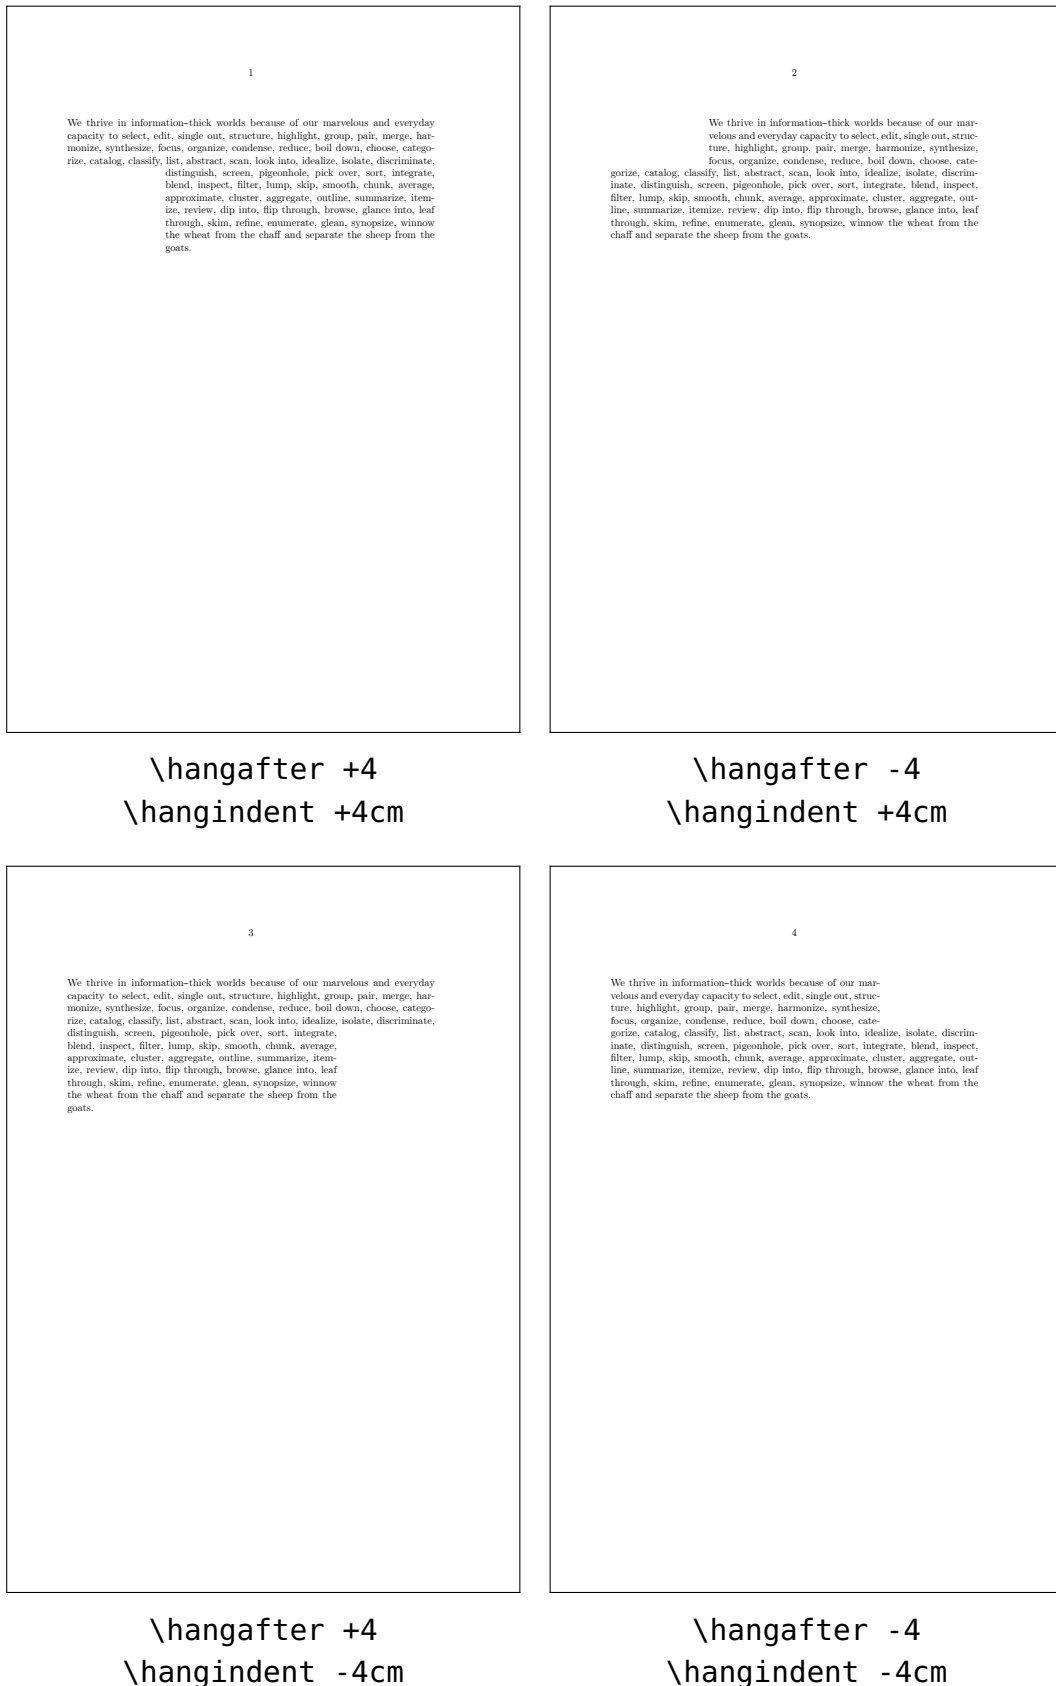 1
We thrive in information–thick worlds because of our marvelous and everyday
capacity to select, edit, single out, structure, highlight, group, pair, merge, har-
monize, synthesize, focus, organize, condense, reduce, boil down, choose, catego-
rize, catalog, classify, list, abstract, scan, look into, idealize, isolate, discriminate,
distinguish, screen, pigeonhole, pick over, sort, integrate,
blend, inspect, filter, lump, skip, smooth, chunk, average,
approximate, cluster, aggregate, outline, summarize, item-
ize, review, dip into, flip through, browse, glance into, leaf
through, skim, refine, enumerate, glean, synopsize, winnow
the wheat from the chaff and separate the sheep from the
goats.
\hangafter +4
\hangindent +4cm
2
We thrive in information–thick worlds because of our mar-
velous and everyday capacity to select, edit, single out, struc-
ture, highlight, group, pair, merge, harmonize, synthesize,
focus, organize, condense, reduce, boil down, choose, cate-
gorize, catalog, classify, list, abstract, scan, look into, idealize, isolate, discrim-
inate, distinguish, screen, pigeonhole, pick over, sort, integrate, blend, inspect,
filter, lump, skip, smooth, chunk, average, approximate, cluster, aggregate, out-
line, summarize, itemize, review, dip into, flip through, browse, glance into, leaf
through, skim, refine, enumerate, glean, synopsize, winnow the wheat from the
chaff and separate the sheep from the goats.
\hangafter -4
\hangindent +4cm
3
We thrive in information–thick worlds because of our marvelous and everyday
capacity to select, edit, single out, structure, highlight, group, pair, merge, har-
monize, synthesize, focus, organize, condense, reduce, boil down, choose, catego-
rize, catalog, classify, list, abstract, scan, look into, idealize, isolate, discriminate,
distinguish, screen, pigeonhole, pick over, sort, integrate,
blend, inspect, filter, lump, skip, smooth, chunk, average,
approximate, cluster, aggregate, outline, summarize, item-
ize, review, dip into, flip through, browse, glance into, leaf
through, skim, refine, enumerate, glean, synopsize, winnow
the wheat from the chaff and separate the sheep from the
goats.
\hangafter +4
\hangindent -4cm
4
We thrive in information–thick worlds because of our mar-
velous and everyday capacity to select, edit, single out, struc-
ture, highlight, group, pair, merge, harmonize, synthesize,
focus, organize, condense, reduce, boil down, choose, cate-
gorize, catalog, classify, list, abstract, scan, look into, idealize, isolate, discrim-
inate, distinguish, screen, pigeonhole, pick over, sort, integrate, blend, inspect,
filter, lump, skip, smooth, chunk, average, approximate, cluster, aggregate, out-
line, summarize, itemize, review, dip into, flip through, browse, glance into, leaf
through, skim, refine, enumerate, glean, synopsize, winnow the wheat from the
chaff and separate the sheep from the goats.
\hangafter -4
\hangindent -4cm